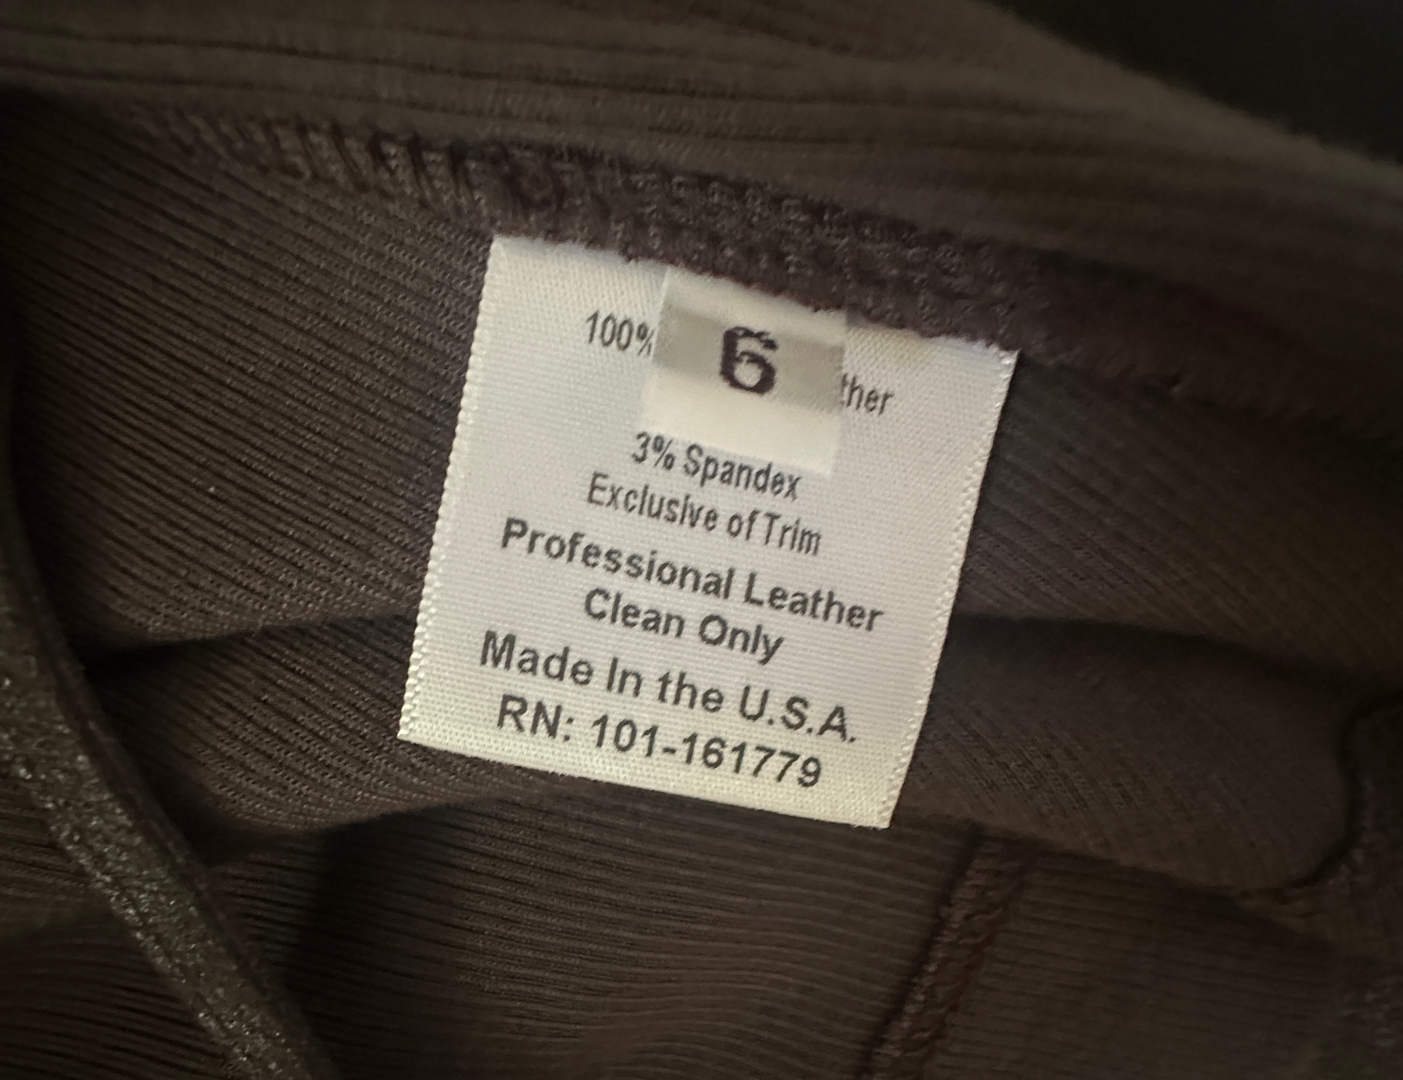 6
100%
ther
3% Spandex
Exclusive of Trim
Professional Leather
Clean Only
Made In the U.S.A.
RN: 101-161779